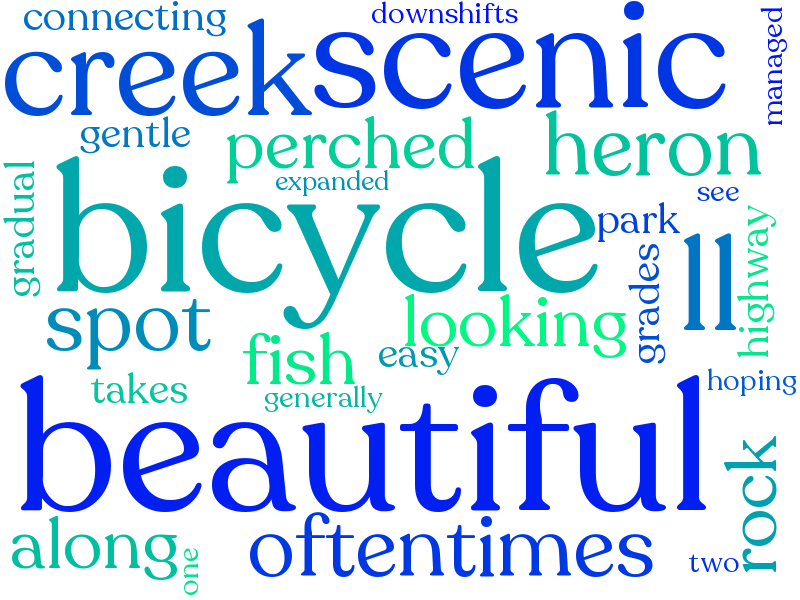 connecting
downshifts
managed
creek
scenic
gentle
perched
heron
expanded
see
gradual
bicycle
park
ll
highway
grades
spot
looking
fish
easy
takes
generally
hoping
beautiful
rock
along
one
oftentimes
two